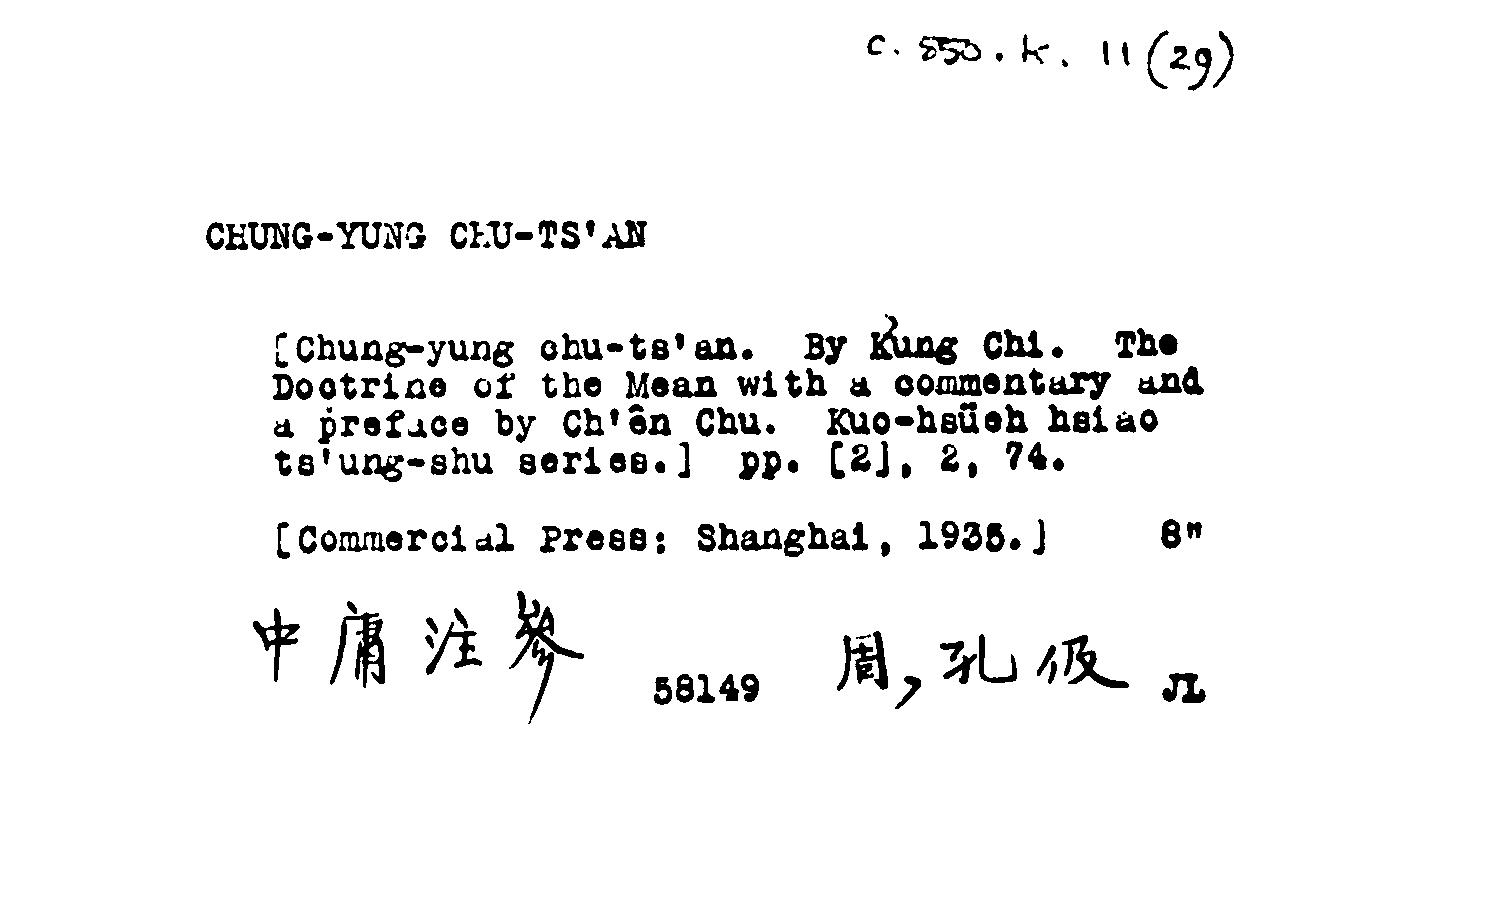 c. 550. k. 11 (29)
CHUNG-YUNG CHU-TS'AN
[Chung-yung chu-ts'an. By K'ung Chi. The
Doctrine of the Mean with a commentary and
a preface by Ch'ên Chu. Kuo-hsüeh hsiao
ts'ung-shu series.] pp. [2], 2, 74.
[Commercial Press: Shanghai, 1935.] 8"
中庸注參 58149 周, 孔伋 JL